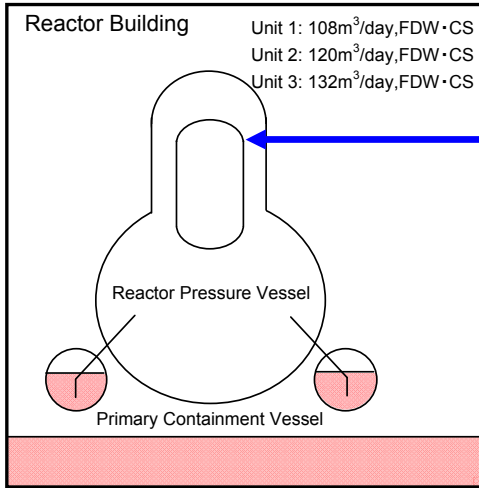 Reactor Building
Unit 1: 108m³/day,FDW・CS
Unit 2: 120m³/day,FDW・CS
Unit 3: 132m³/day,FDW・CS
Reactor Pressure Vessel
Primary Containment Vessel